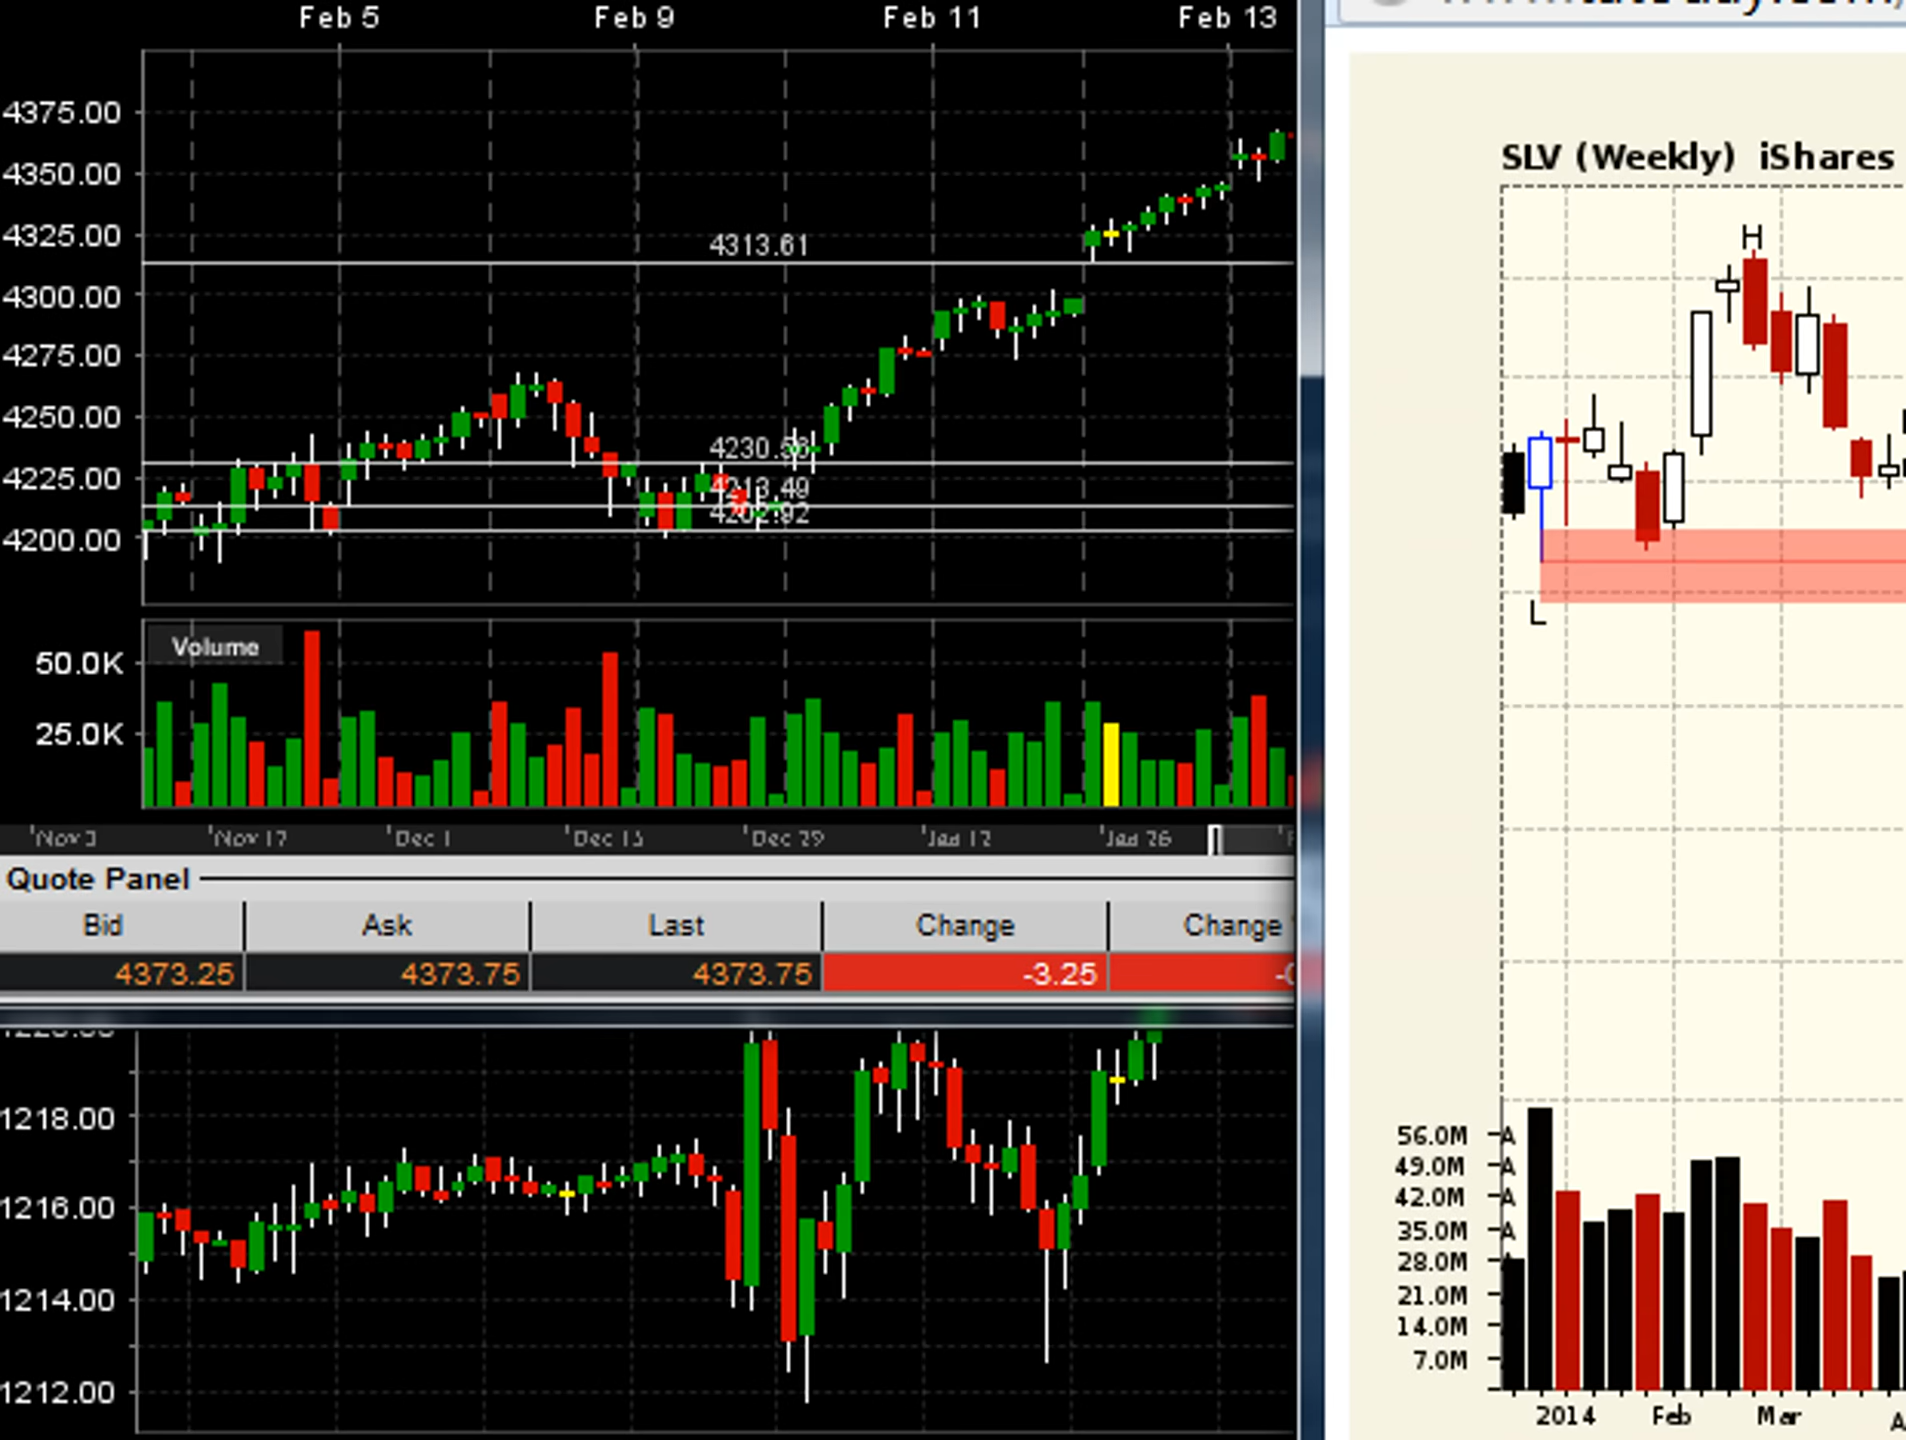 Feb 5 Feb 9 Feb 11 Feb 13
4375.00
4350.00
4325.00
4313.61
4300.00
4275.00
4250.00
4230.56
4225.00
4213.49
4202.92
4200.00
Volume
50.0K
25.0K
Nov 3 Nov 17 Dec 1 Dec 15 Dec 29 Jan 12 Jan 26
Quote Panel
Bid Ask Last Change Change
4373.25 4373.75 4373.75 -3.25
1218.00
1216.00
1214.00
1212.00
SLV (Weekly) iShares
H
L
56.0M A
49.0M A
42.0M A
35.0M A
28.0M A
21.0M
14.0M
7.0M
2014 Feb Mar